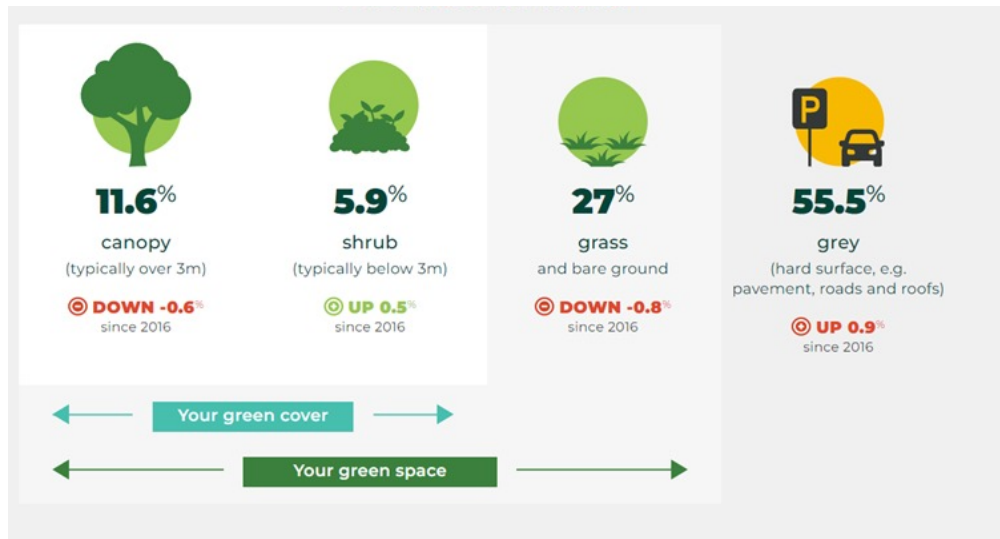 11.6%
canopy
(typically over 3m)
DOWN -0.6%
since 2016
5.9%
shrub
(typically below 3m)
UP 0.5%
since 2016
27%
grass
and bare ground
DOWN -0.8%
since 2016
P
55.5%
grey
(hard surface, e.g.
pavement, roads and roofs)
UP 0.9%
since 2016
Your green cover
Your green space